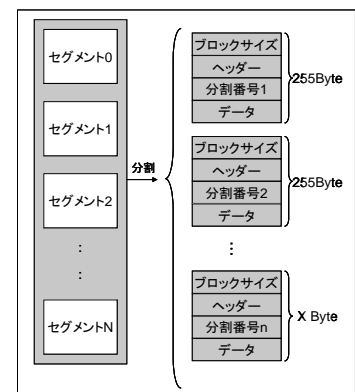 セグメント0
セグメント1
セグメント2
:
:
セグメントN
分割
ブロックサイズ
ヘッダー
分割番号1
データ
255Byte
ブロックサイズ
ヘッダー
分割番号2
データ
255Byte
⋮
ブロックサイズ
ヘッダー
分割番号n
データ
X Byte